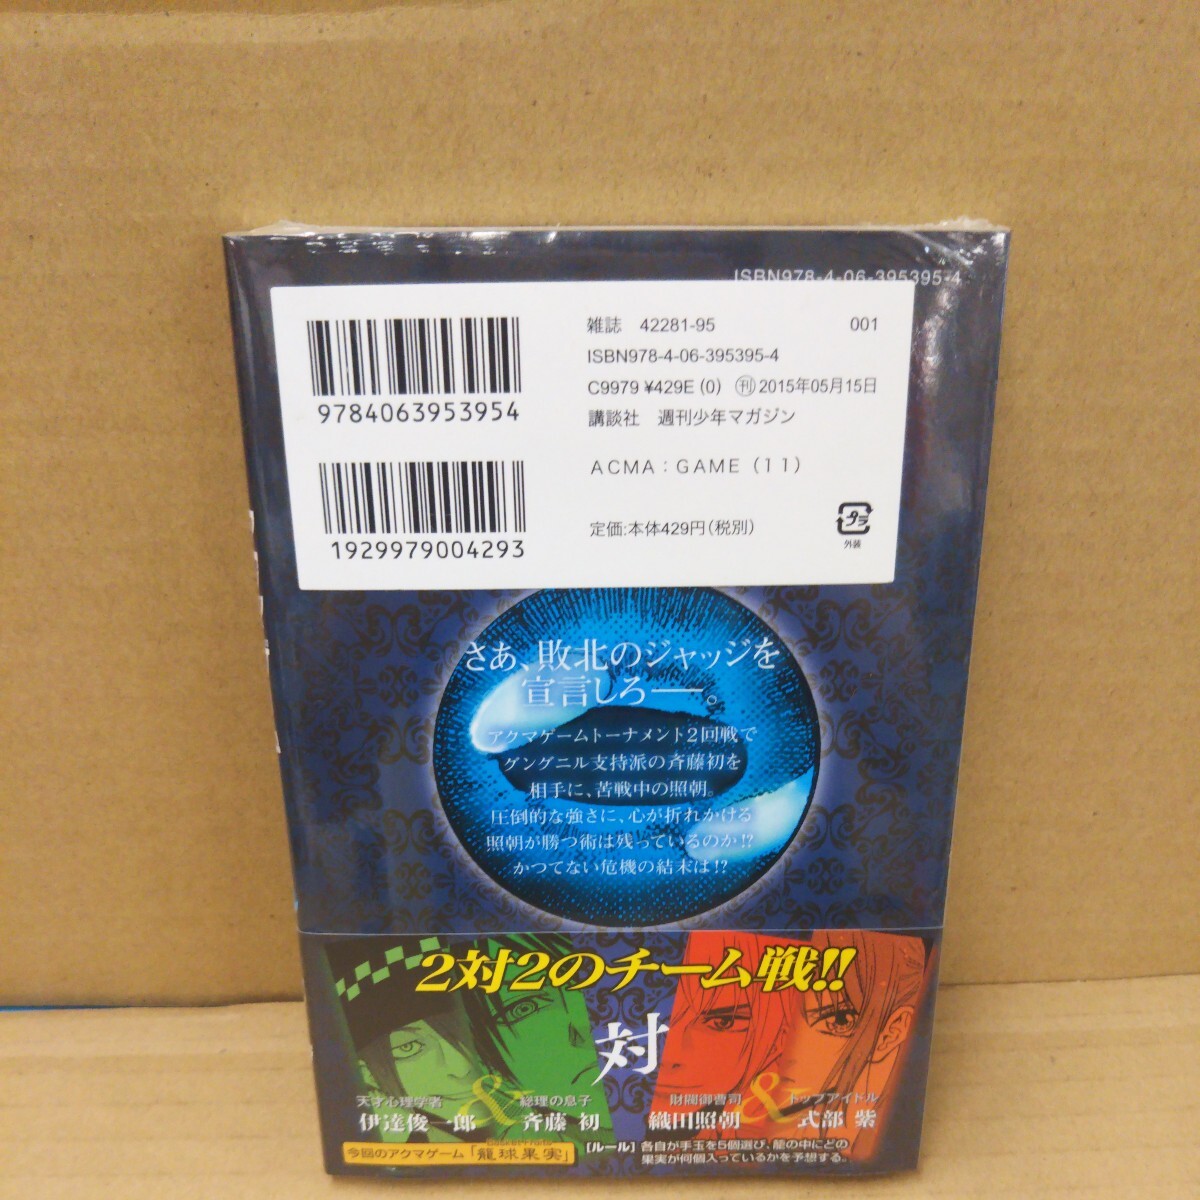 ISBN978-4-06-395395-4
雑誌 42281-95 001
ISBN978-4-06-395395-4
C9979 ¥429E (0) ㊞ 2015年05月15日
講談社 週刊少年マガジン
9784063953954
ACMA:GAME (11)
1929979004293
定価:本体429円(税別)
プラ
外装
さあ、敗北のジャッジを
宣言しろ――。
アクマゲームトーナメント2回戦で
グングニル支持派の斉藤初を
相手に、苦戦中の照朝。
圧倒的な強さに、心が折れかける
照朝が勝つ術は残っているのか!?
かつてない危機の結末は!?
2対2のチーム戦!!
対
天才心理学者
伊達俊一郎
&
総理の息子
斉藤 初
財閥御曹司
織田照朝
&
トップアイドル
式部 紫
今回のアクマゲーム「籠球果実」
[ルール] 各自が手玉を5個選び、籠の中にどの
果実が何個入っているかを予想する。